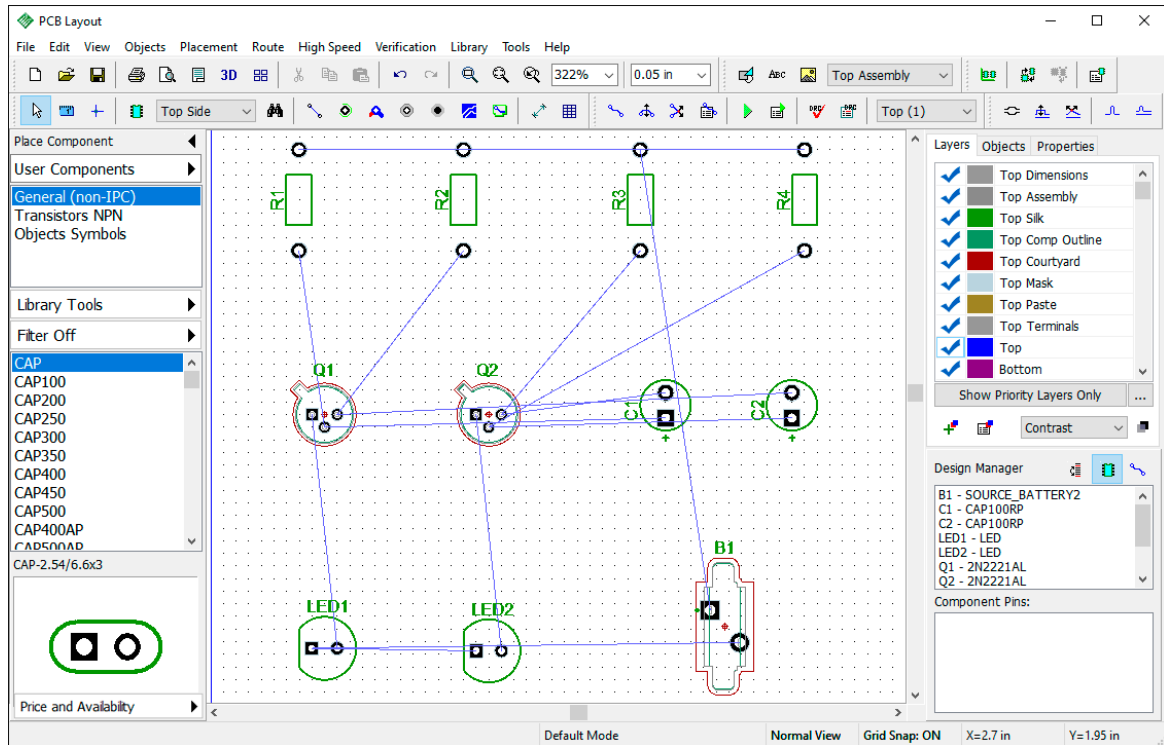 PCB Layout
File Edit View Objects Placement Route High Speed Verification Library Tools Help
3D 322% 0.05 in ABC Top Assembly
Top Side DRC DRC Top (1)
Place Component
User Components
General (non-IPC)
Transistors NPN
Objects Symbols
Library Tools
Filter Off
CAP
CAP100
CAP200
CAP250
CAP300
CAP350
CAP400
CAP450
CAP500
CAP400AP
CAP500AP
CAP-2.54/6.6x3
Price and Availability
R1 R2 R3 R4
Q1 Q2
C1 C2
+ +
B1
+
LED1 LED2
Layers Objects Properties
Top Dimensions
Top Assembly
Top Silk
Top Comp Outline
Top Courtyard
Top Mask
Top Paste
Top Terminals
Top
Bottom
Show Priority Layers Only ...
Contrast
Design Manager
B1 - SOURCE_BATTERY2
C1 - CAP100RP
C2 - CAP100RP
LED1 - LED
LED2 - LED
Q1 - 2N2221AL
Q2 - 2N2221AL
Component Pins:
Default Mode Normal View Grid Snap: ON X=2.7 in Y=1.95 in